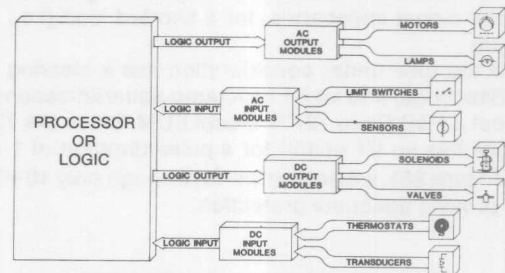 PROCESSOR
OR
LOGIC
LOGIC OUTPUT
AC
OUTPUT
MODULES
MOTORS
LAMPS
LOGIC INPUT
AC
INPUT
MODULES
LIMIT SWITCHES
SENSORS
LOGIC OUTPUT
DC
OUTPUT
MODULES
SOLENOIDS
VALVES
LOGIC INPUT
DC
INPUT
MODULES
THERMOSTATS
TRANSDUCERS